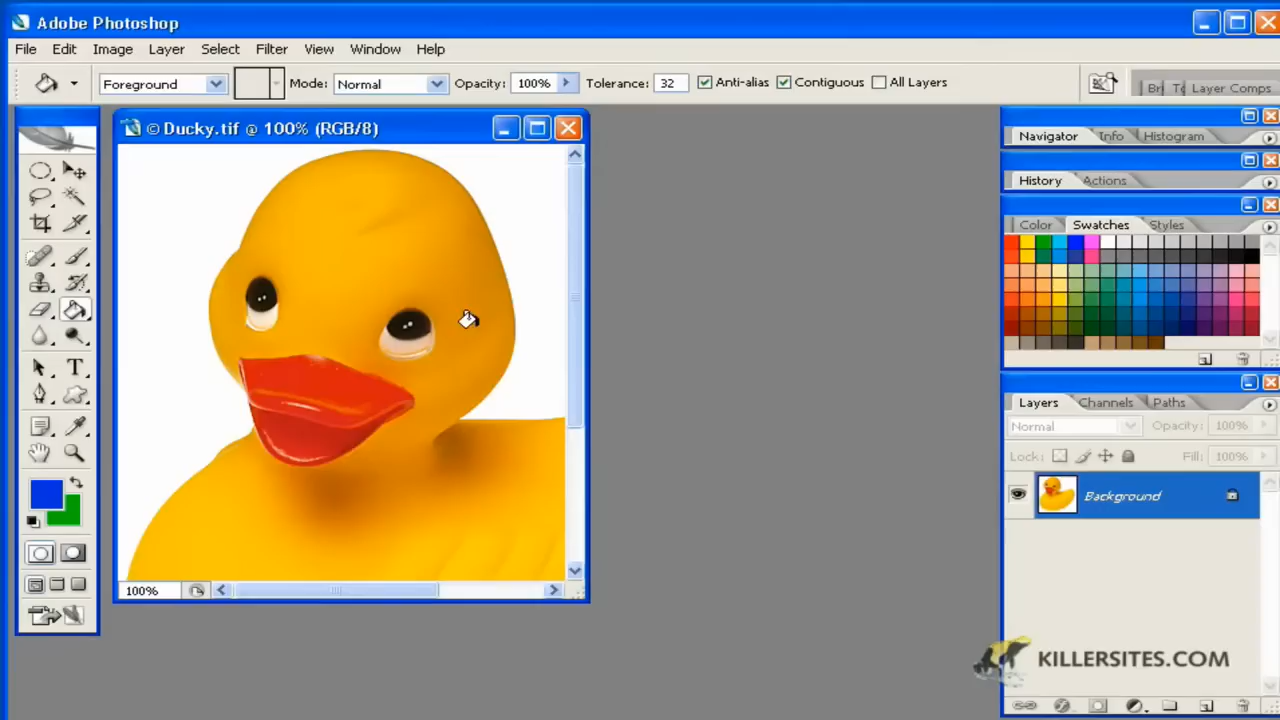 Adobe Photoshop
File Edit Image Layer Select Filter View Window Help
Foreground Mode: Normal Opacity: 100% Tolerance: 32 Anti-alias Contiguous All Layers Layer Comps
© Ducky.tif @ 100% (RGB/8)
Navigator Info Histogram
History Actions
Color Swatches Styles
Layers Channels Paths
Normal Opacity: 100%
Lock: Fill: 100%
Background
100%
KILLERSITES.COM